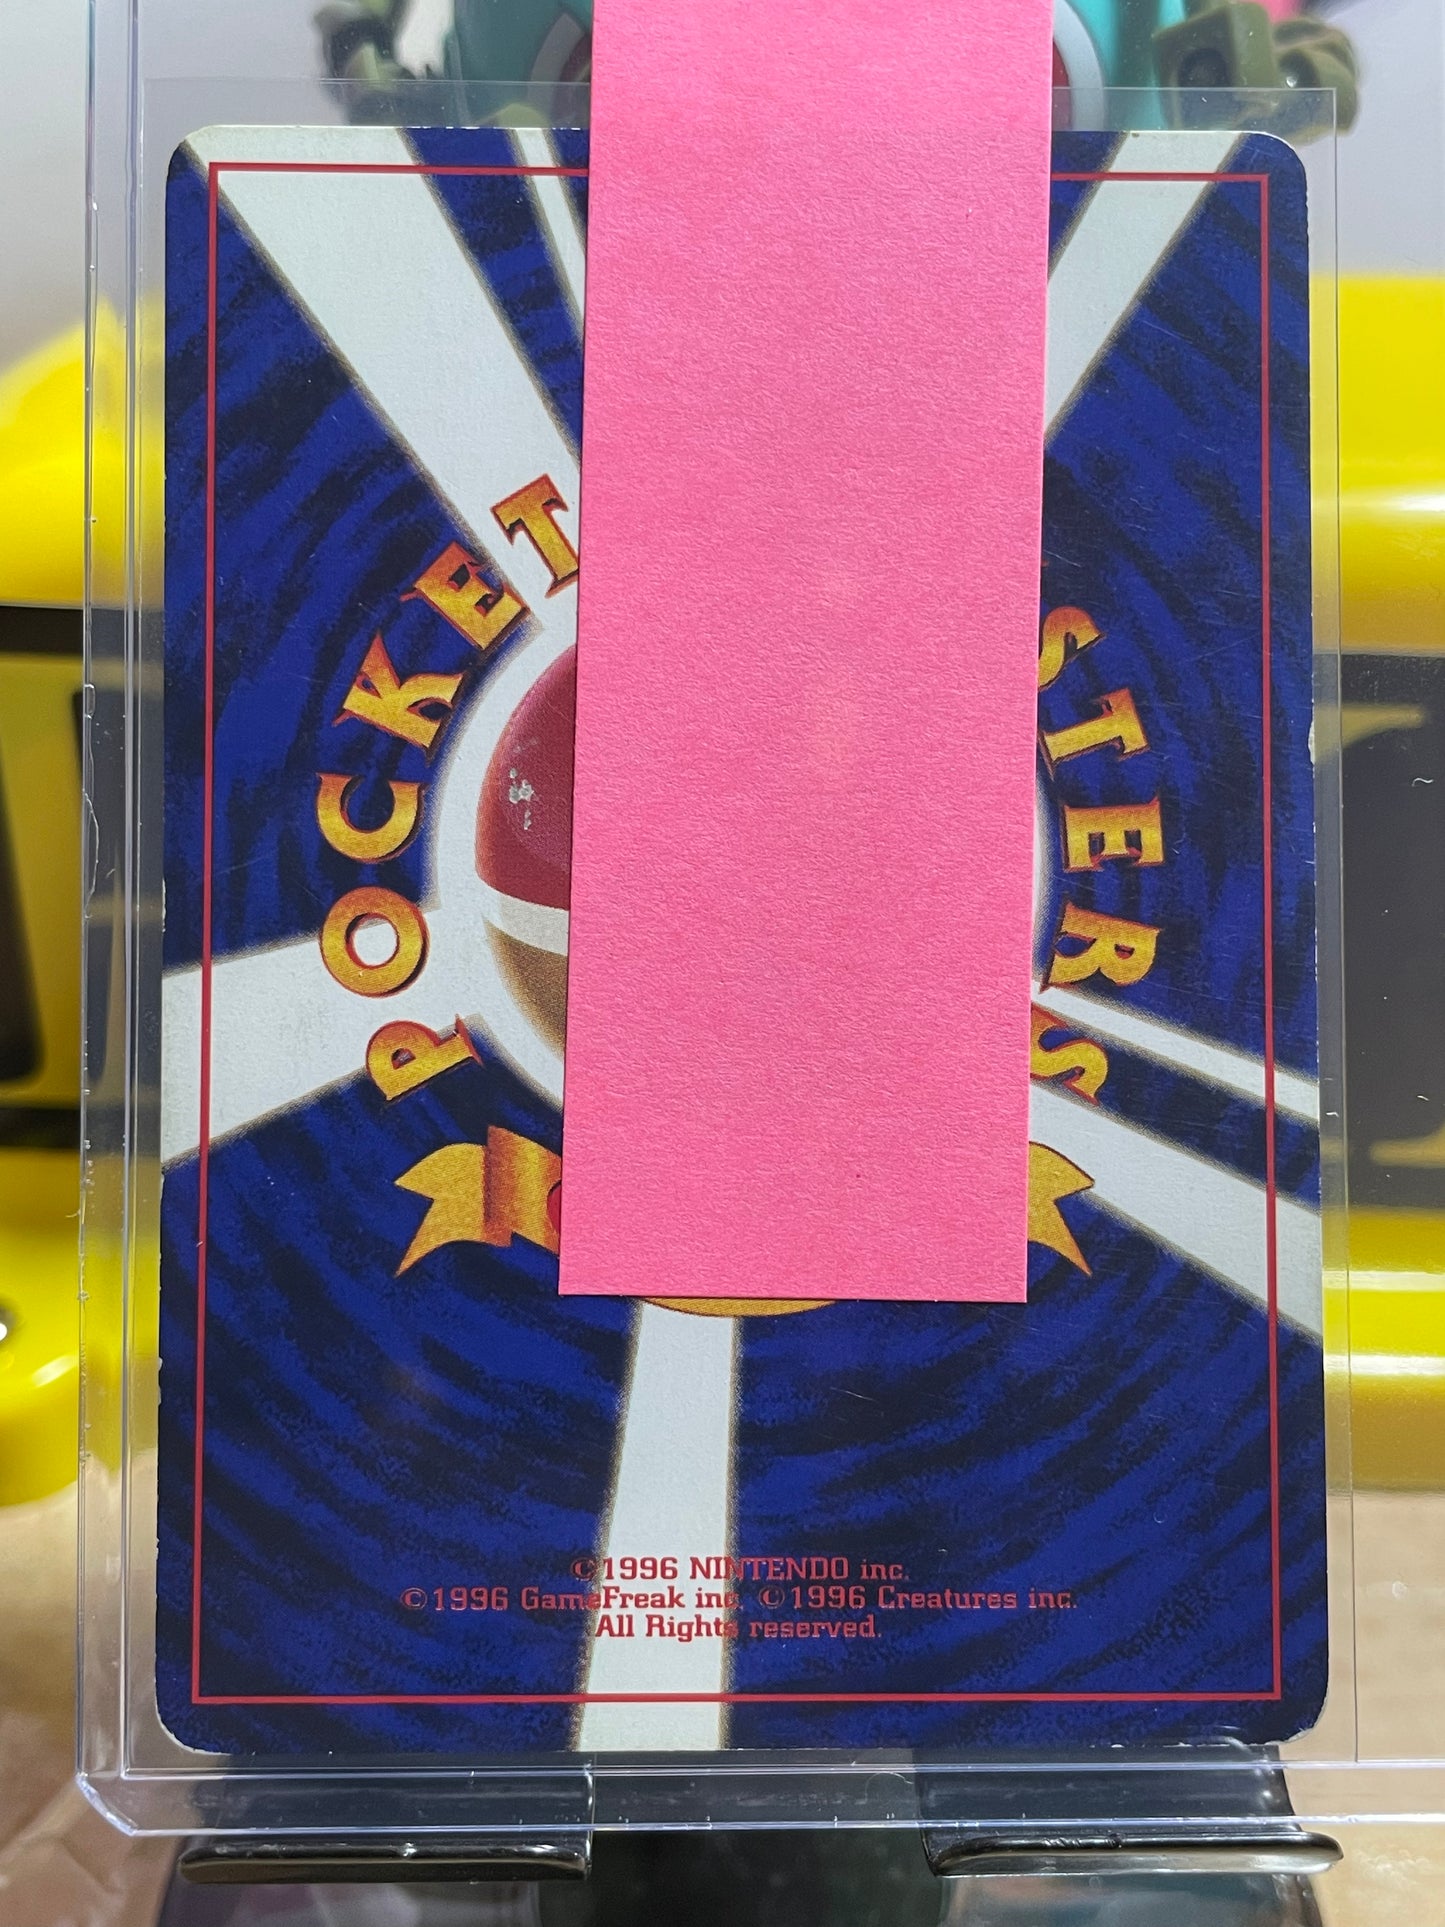 POCKET
STERS
©1996 NINTENDO inc.
©1996 GameFreak inc. ©1996 Creatures inc.
All Rights reserved.